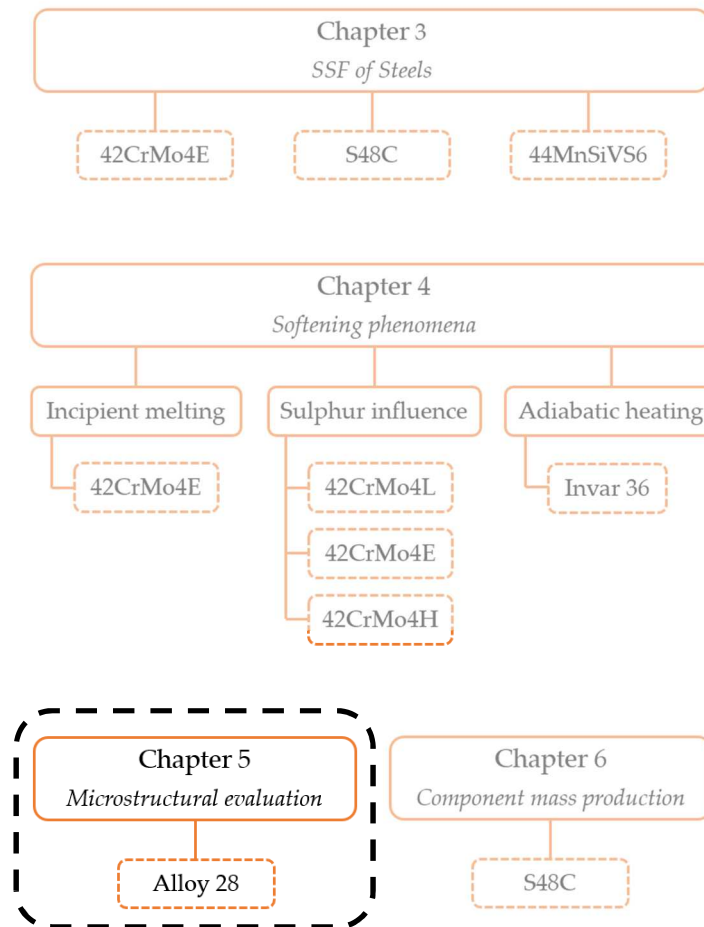 Chapter 3
SSF of Steels
42CrMo4E
S48C
44MnSiVS6
Chapter 4
Softening phenomena
Incipient melting
Sulphur influence
Adiabatic heating
42CrMo4E
42CrMo4L
Invar 36
42CrMo4E
42CrMo4H
Chapter 5
Microstructural evaluation
Alloy 28
Chapter 6
Component mass production
S48C